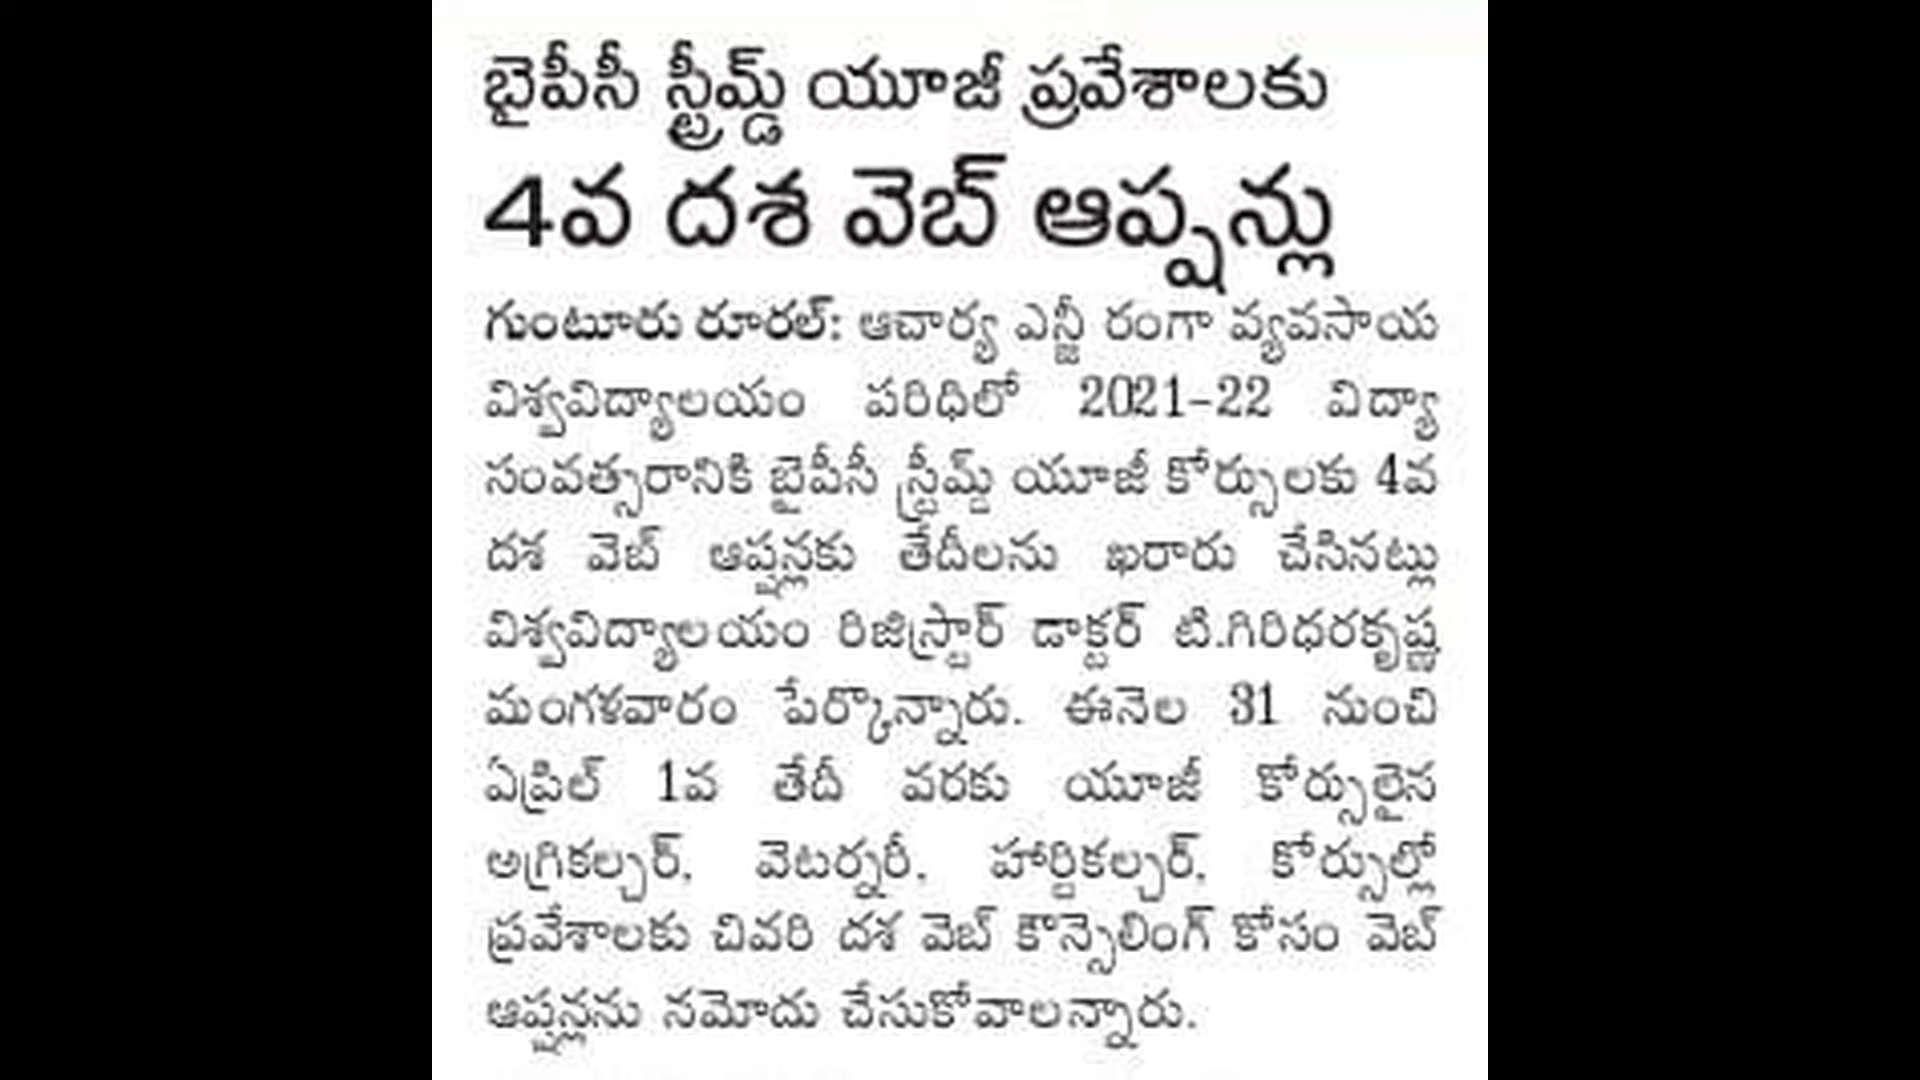 బైపీసీ స్ట్రీమ్డ్ యూజీ ప్రవేశాలకు
4వ దశ వెబ్ ఆప్షన్లు
గుంటూరు రూరల్: ఆచార్య ఎన్జీ రంగా వ్యవసాయ
విశ్వవిద్యాలయం పరిధిలో 2021-22 విద్యా
సంవత్సరానికి బైపీసీ స్ట్రీమ్డ్ యూజీ కోర్సులకు 4వ
దశ వెబ్ ఆప్షన్లకు తేదీలను ఖరారు చేసినట్లు
విశ్వవిద్యాలయం రిజిస్ట్రార్ డాక్టర్ టి.గిరిధరకృష్ణ
మంగళవారం పేర్కొన్నారు. ఈనెల 31 నుంచి
ఏప్రిల్ 1వ తేదీ వరకు యూజీ కోర్సులైన
అగ్రికల్చర్, వెటర్నరీ, హార్టికల్చర్, కోర్సుల్లో
ప్రవేశాలకు చివరి దశ వెబ్ కౌన్సెలింగ్ కోసం వెబ్
ఆప్షన్లను నమోదు చేసుకోవాలన్నారు.